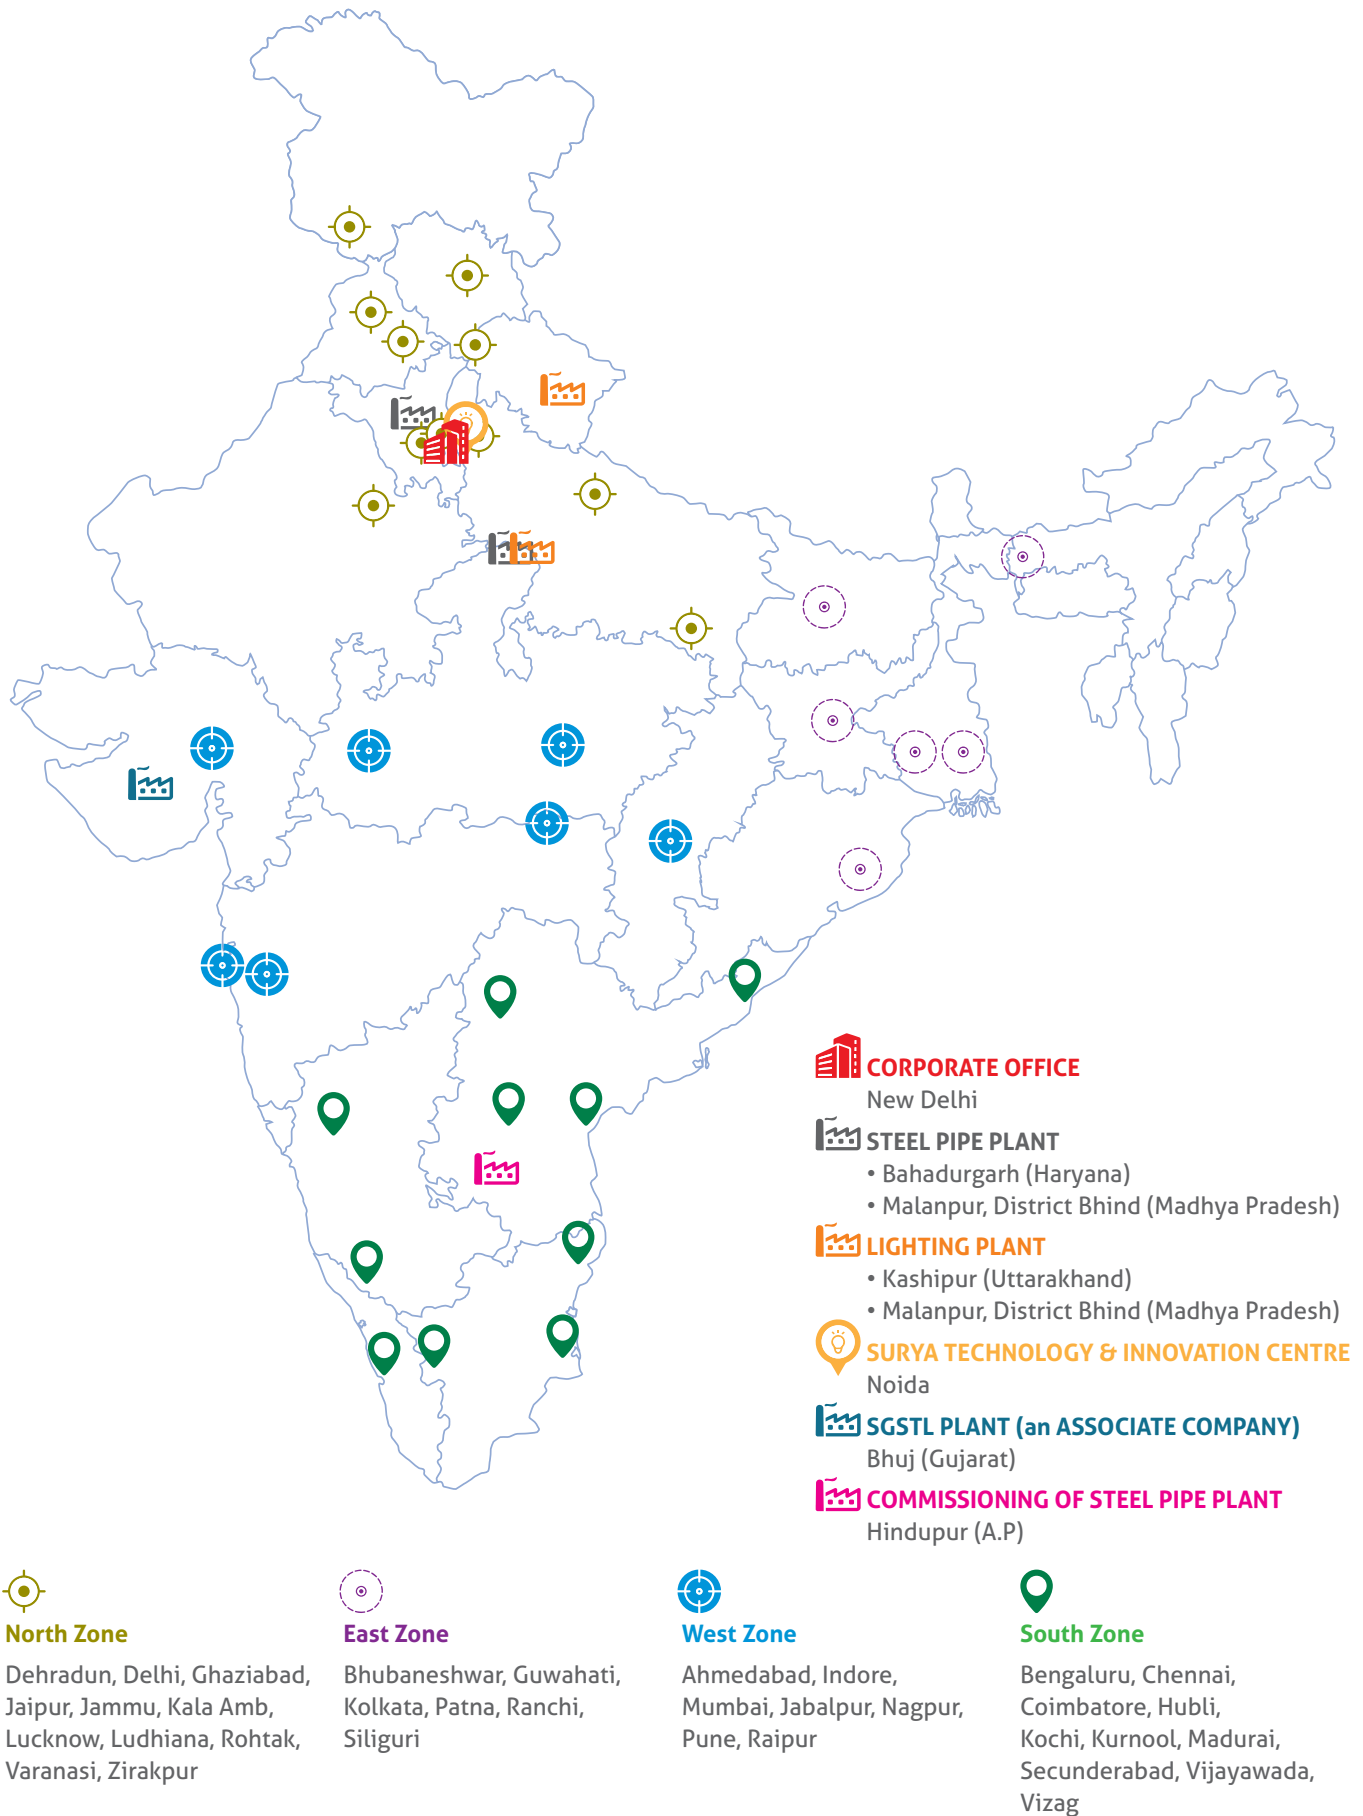 CORPORATE OFFICE
New Delhi
STEEL PIPE PLANT
• Bahadurgarh (Haryana)
• Malanpur, District Bhind (Madhya Pradesh)
LIGHTING PLANT
• Kashipur (Uttarakhand)
• Malanpur, District Bhind (Madhya Pradesh)
SURYA TECHNOLOGY & INNOVATION CENTRE
Noida
SGSTL PLANT (an ASSOCIATE COMPANY)
Bhuj (Gujarat)
COMMISSIONING OF STEEL PIPE PLANT
Hindupur (A.P)
North Zone
Dehradun, Delhi, Ghaziabad,
Jaipur, Jammu, Kala Amb,
Lucknow, Ludhiana, Rohtak,
Varanasi, Zirakpur
East Zone
Bhubaneshwar, Guwahati,
Kolkata, Patna, Ranchi,
Siliguri
West Zone
Ahmedabad, Indore,
Mumbai, Jabalpur, Nagpur,
Pune, Raipur
South Zone
Bengaluru, Chennai,
Coimbatore, Hubli,
Kochi, Kurnool, Madurai,
Secunderabad, Vijayawada,
Vizag